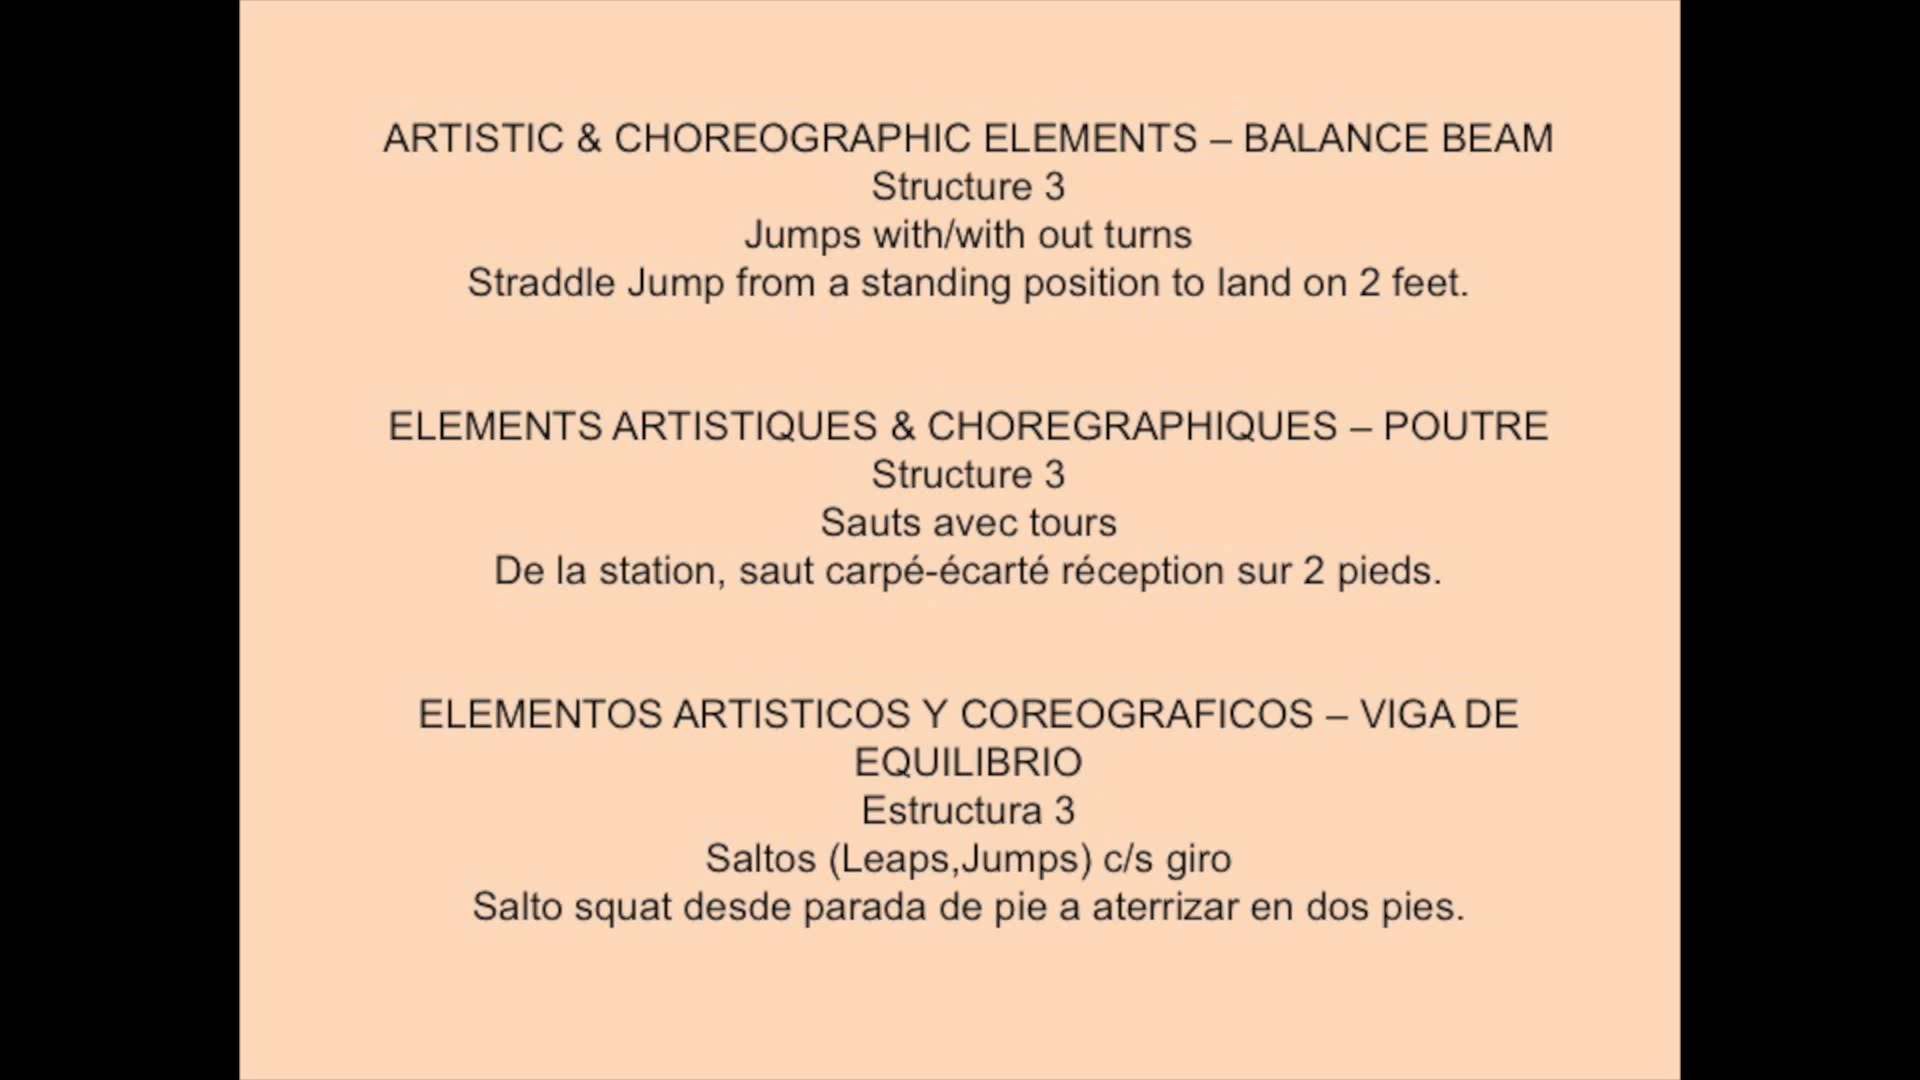 ARTISTIC & CHOREOGRAPHIC ELEMENTS – BALANCE BEAM
Structure 3
Jumps with/with out turns
Straddle Jump from a standing position to land on 2 feet.
ELEMENTS ARTISTIQUES & CHOREGRAPHIQUES – POUTRE
Structure 3
Sauts avec tours
De la station, saut carpé-écarté réception sur 2 pieds.
ELEMENTOS ARTISTICOS Y COREOGRAFICOS – VIGA DE
EQUILIBRIO
Estructura 3
Saltos (Leaps,Jumps) c/s giro
Salto squat desde parada de pie a aterrizar en dos pies.